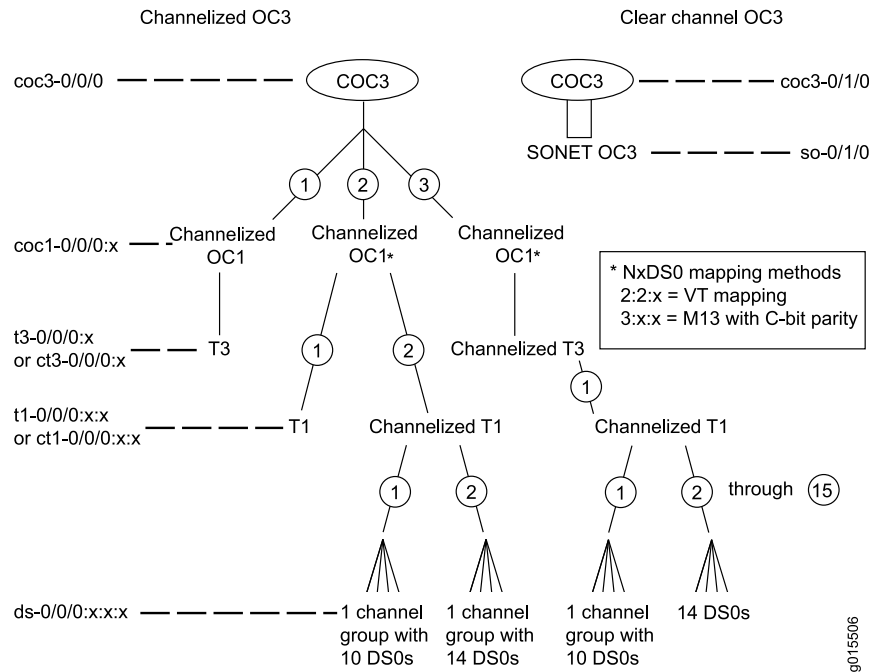 Channelized OC3
Clear channel OC3
coc3-0/0/0
COC3
COC3
coc3-0/1/0
SONET OC3
so-0/1/0
1
2
3
coc1-0/0/0:x
Channelized
OC1
Channelized
OC1*
Channelized
OC1*
* NxDS0 mapping methods
2:2:x = VT mapping
3:x:x = M13 with C-bit parity
t3-0/0/0:x
or ct3-0/0/0:x
T3
1
2
Channelized T3
1
t1-0/0/0:x:x
or ct1-0/0/0:x:x
T1
Channelized T1
Channelized T1
1
2
1
2
through
15
ds-0/0/0:x:x:x
1 channel
group with
10 DS0s
1 channel
group with
14 DS0s
1 channel
group with
10 DS0s
14 DS0s
g015506